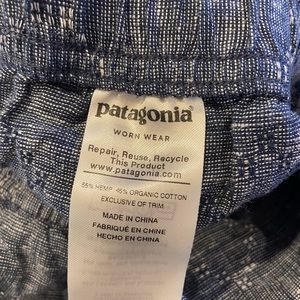 patagonia
WORN WEAR
Repair, Reuse, Recycle
This Product
www.patagonia.com
55% HEMP 45% ORGANIC COTTON
EXCLUSIVE OF TRIM
MADE IN CHINA
FABRIQUÉ EN CHINE
HECHO EN CHINA